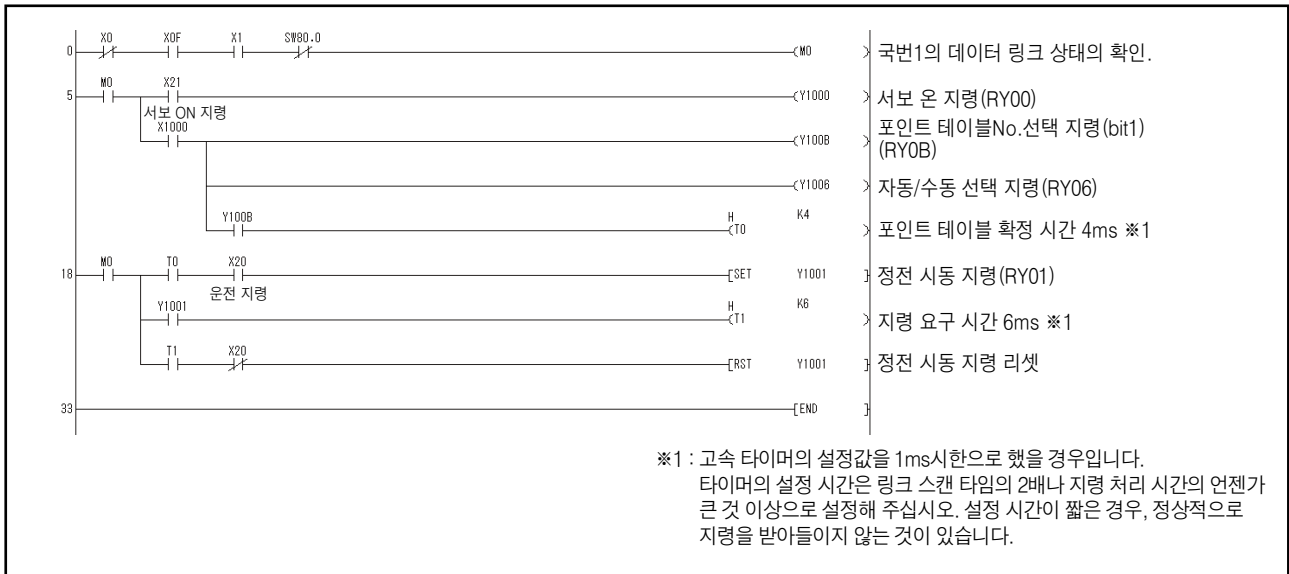 X0 X0F X1 SW80.0
0 (M0 ) 국번1의 데이터 링크 상태의 확인.
M0 X21
5 (Y1000 ) 서보 온 지령(RY00)
서보 ON 지령
X1000
(Y100B ) 포인트 테이블No.선택 지령(bit1)
(RY0B)
(Y1006 ) 자동/수동 선택 지령(RY06)
Y100B H K4
(T0 ) 포인트 테이블 확정 시간 4ms ※1
M0 T0 X20
18 [SET Y1001 ] 정전 시동 지령(RY01)
운전 지령
Y1001 H K6
(T1 ) 지령 요구 시간 6ms ※1
T1 X20
[RST Y1001 ] 정전 시동 지령 리셋
33 [END ]
※1 : 고속 타이머의 설정값을 1ms시한으로 했을 경우입니다.
타이머의 설정 시간은 링크 스캔 타임의 2배나 지령 처리 시간의 언젠가
큰 것 이상으로 설정해 주십시오. 설정 시간이 짧은 경우, 정상적으로
지령을 받아들이지 않는 것이 있습니다.